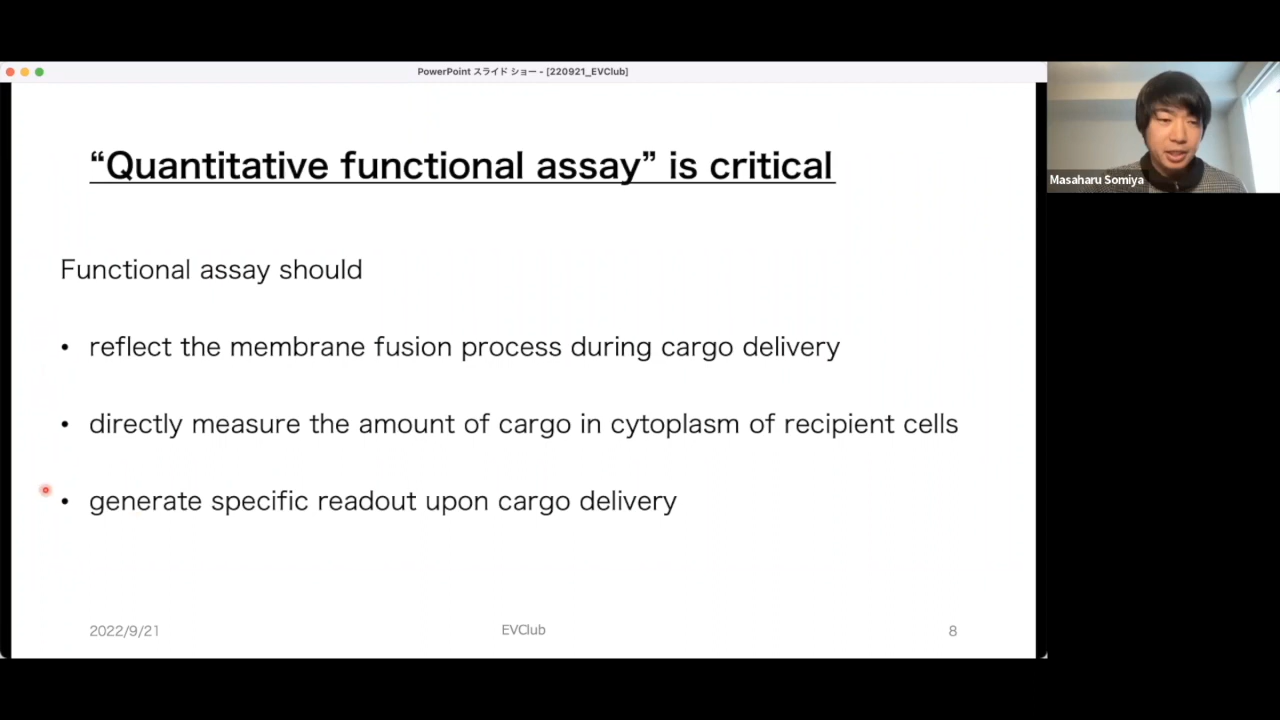 PowerPoint スライド ショー - [220921_EVClub]
“Quantitative functional assay” is critical
Masaharu Somiya
Functional assay should
• reflect the membrane fusion process during cargo delivery
• directly measure the amount of cargo in cytoplasm of recipient cells
• generate specific readout upon cargo delivery
2022/9/21
EVClub
8